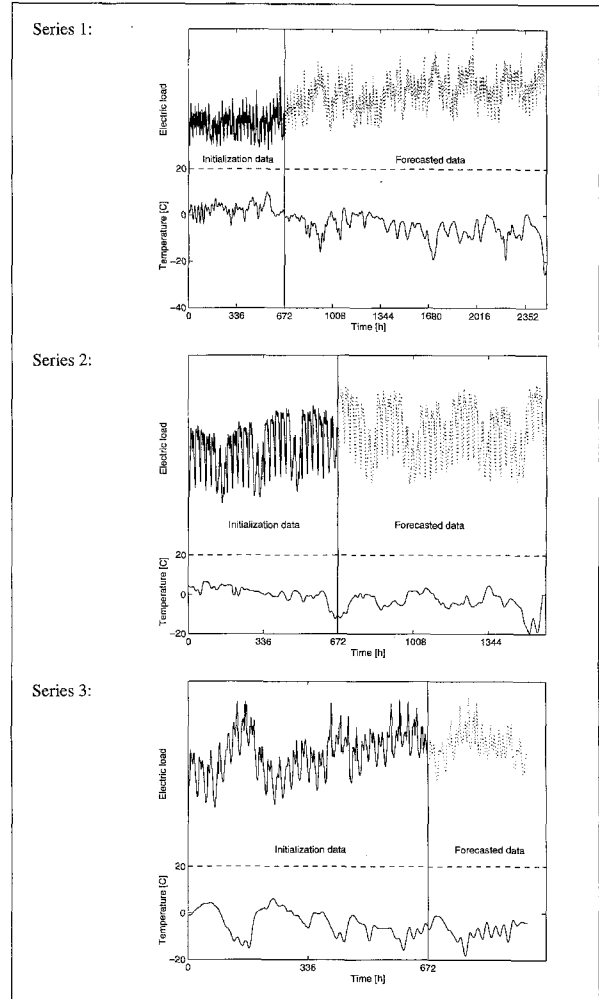 Series 1:
Electric load
Initialization data
Forecasted data
20
0
−20
−40
Temperature [C]
0
336
672
1008
1344
1680
2016
2352
Time [h]
Series 2:
Electric load
Initialization data
Forecasted data
20
0
−20
Temperature [C]
0
336
672
1008
1344
Time [h]
Series 3:
Electric load
Initialization data
Forecasted data
20
0
−20
Temperature [C]
0
336
672
Time [h]